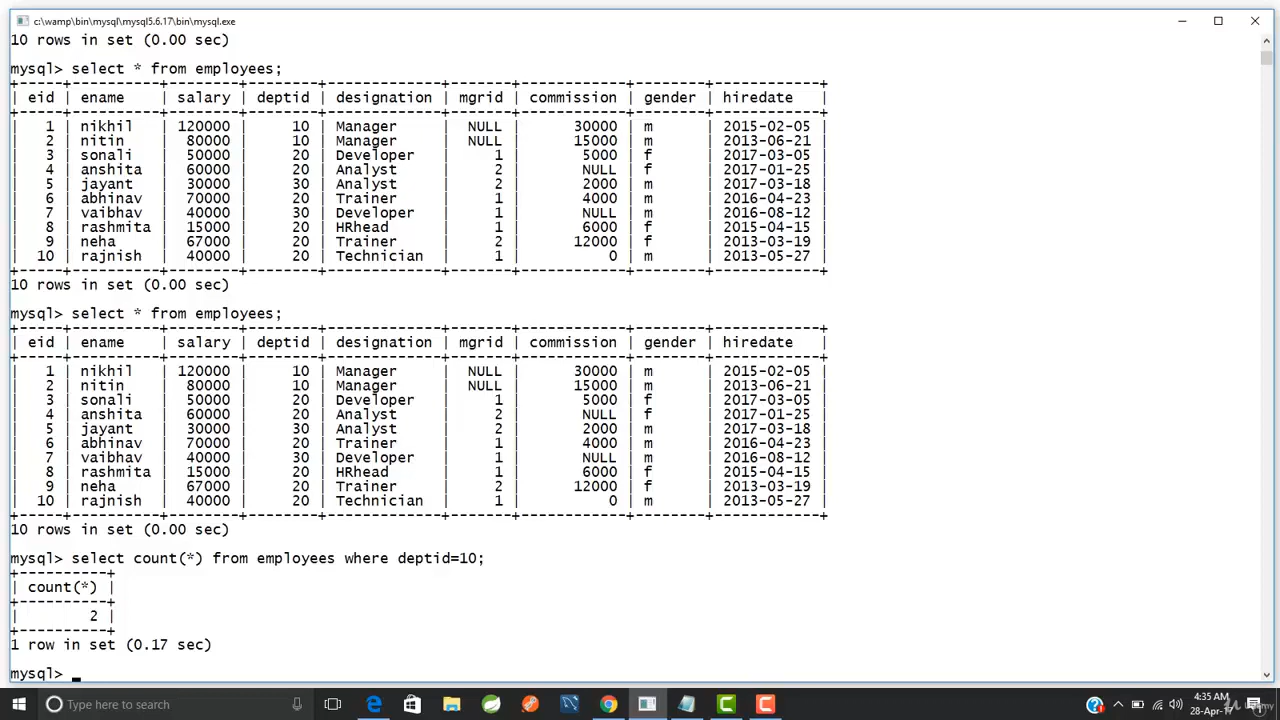 c:\wamp\bin\mysql\mysql5.6.17\bin\mysql.exe
10 rows in set (0.00 sec)
mysql> select * from employees;
+-----+----------+--------+--------+-------------+-------+------------+--------+------------+
| eid | ename | salary | deptid | designation | mgrid | commission | gender | hiredate |
+-----+----------+--------+--------+-------------+-------+------------+--------+------------+
| 1 | nikhil | 120000 | 10 | Manager | NULL | 30000 | m | 2015-02-05 |
| 2 | nitin | 80000 | 10 | Manager | NULL | 15000 | m | 2013-06-21 |
| 3 | sonali | 50000 | 20 | Developer | 1 | 5000 | f | 2017-03-05 |
| 4 | anshita | 60000 | 20 | Analyst | 2 | NULL | f | 2017-01-25 |
| 5 | jayant | 30000 | 20 | Analyst | 2 | 2000 | m | 2017-03-18 |
| 6 | abhinav | 70000 | 20 | Trainer | 1 | 4000 | m | 2016-04-23 |
| 7 | vaibhav | 40000 | 30 | Developer | 1 | NULL | m | 2016-08-12 |
| 8 | rashmita | 15000 | 20 | HRhead | 1 | 6000 | f | 2015-04-15 |
| 9 | neha | 67000 | 20 | Trainer | 2 | 12000 | f | 2013-03-19 |
| 10 | rajnish | 40000 | 20 | Technician | 1 | 0 | m | 2013-05-27 |
+-----+----------+--------+--------+-------------+-------+------------+--------+------------+
10 rows in set (0.00 sec)
mysql> select * from employees;
+-----+----------+--------+--------+-------------+-------+------------+--------+------------+
| eid | ename | salary | deptid | designation | mgrid | commission | gender | hiredate |
+-----+----------+--------+--------+-------------+-------+------------+--------+------------+
| 1 | nikhil | 120000 | 10 | Manager | NULL | 30000 | m | 2015-02-05 |
| 2 | nitin | 80000 | 10 | Manager | NULL | 15000 | m | 2013-06-21 |
| 3 | sonali | 50000 | 20 | Developer | 1 | 5000 | f | 2017-03-05 |
| 4 | anshita | 60000 | 20 | Analyst | 2 | NULL | f | 2017-01-25 |
| 5 | jayant | 30000 | 30 | Analyst | 2 | 2000 | m | 2017-03-18 |
| 6 | abhinav | 70000 | 20 | Trainer | 1 | 4000 | m | 2016-04-23 |
| 7 | vaibhav | 40000 | 30 | Developer | 1 | NULL | m | 2016-08-12 |
| 8 | rashmita | 15000 | 20 | HRhead | 1 | 6000 | f | 2015-04-15 |
| 9 | neha | 67000 | 20 | Trainer | 2 | 12000 | f | 2013-03-19 |
| 10 | rajnish | 40000 | 20 | Technician | 1 | 0 | m | 2013-05-27 |
+-----+----------+--------+--------+-------------+-------+------------+--------+------------+
10 rows in set (0.00 sec)
mysql> select count(*) from employees where deptid=10;
+----------+
| count(*) |
+----------+
| 2 |
+----------+
1 row in set (0.17 sec)
mysql> _
Type here to search
4:35 AM
28-Apr-
Udemy